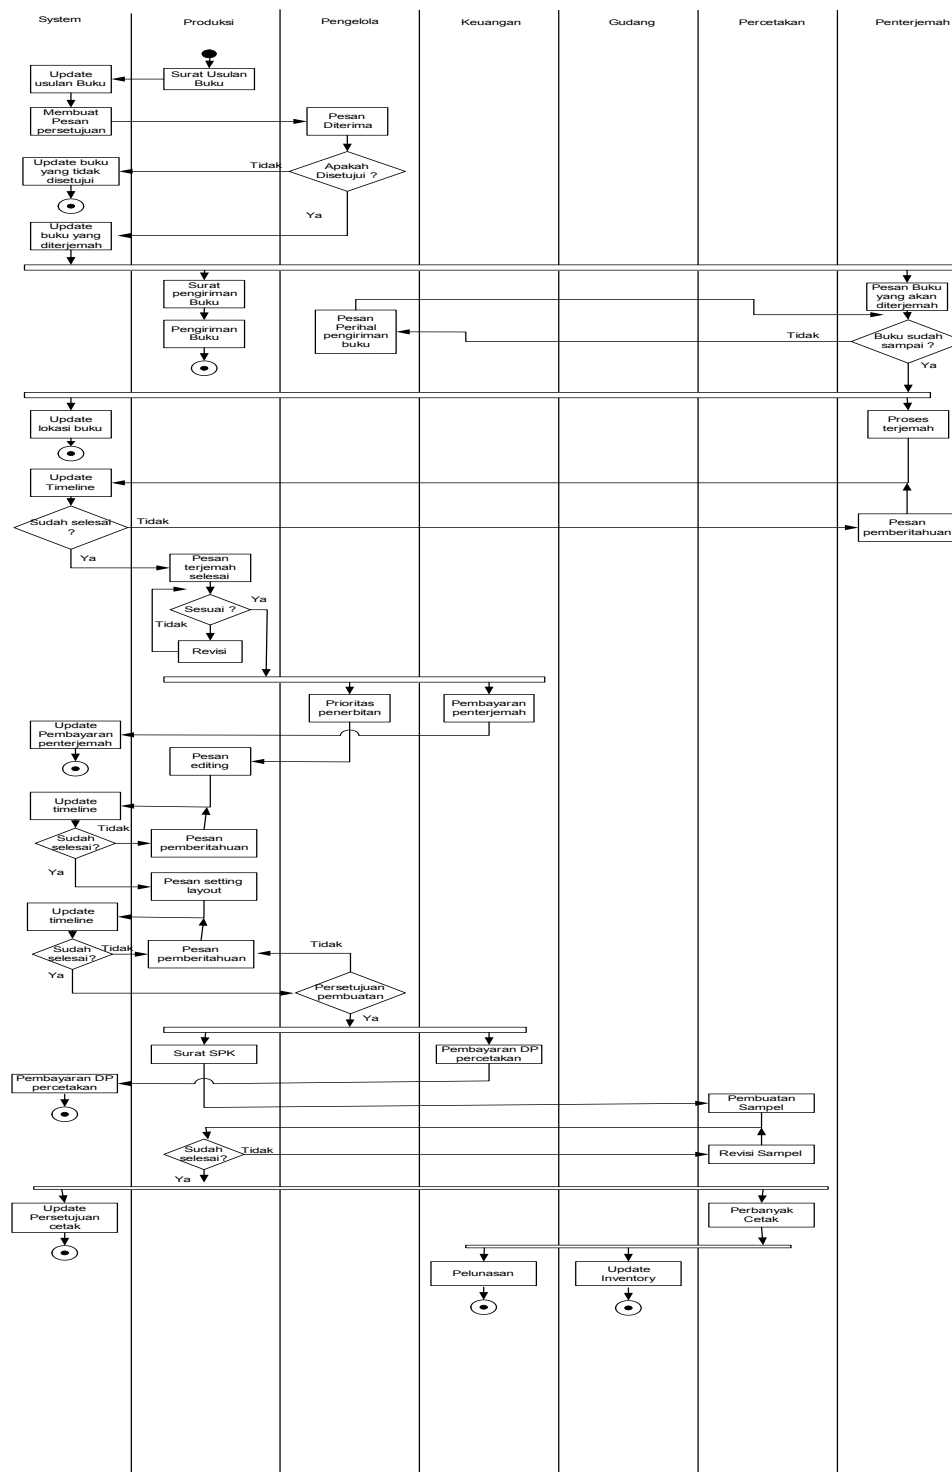 System
Produksi
Pengelola
Keuangan
Gudang
Percetakan
Penterjemah
Update
usulan Buku
Surat Usulan
Buku
Membuat
Pesan
persetujuan
Pesan
Diterima
Update buku
yang tidak
disetujui
Tidak
Apakah
Disetujui ?
Ya
Update
buku yang
diterjemah
Surat
pengiriman
Buku
Pesan Buku
yang akan
diterjemah
Pengiriman
Buku
Pesan
Perihal
pengiriman
buku
Tidak
Buku sudah
sampai ?
Ya
Update
lokasi buku
Proses
terjemah
Update
Timeline
Sudah selesai
?
Tidak
Pesan
pemberitahuan
Ya
Pesan
terjemah
selesai
Sesuai ?
Ya
Tidak
Revisi
Prioritas
penerbitan
Pembayaran
penterjemah
Update
Pembayaran
penterjemah
Pesan
editing
Update
timeline
Tidak
Sudah
selesai?
Pesan
pemberitahuan
Ya
Pesan setting
layout
Update
timeline
Sudah
selesai?
Tidak
Pesan
pemberitahuan
Tidak
Ya
Persetujuan
pembuatan
Ya
Surat SPK
Pembayaran DP
percetakan
Pembayaran DP
percetakan
Pembuatan
Sampel
Sudah
selesai?
Tidak
Revisi Sampel
Ya
Update
Persetujuan
cetak
Perbanyak
Cetak
Pelunasan
Update
Inventory